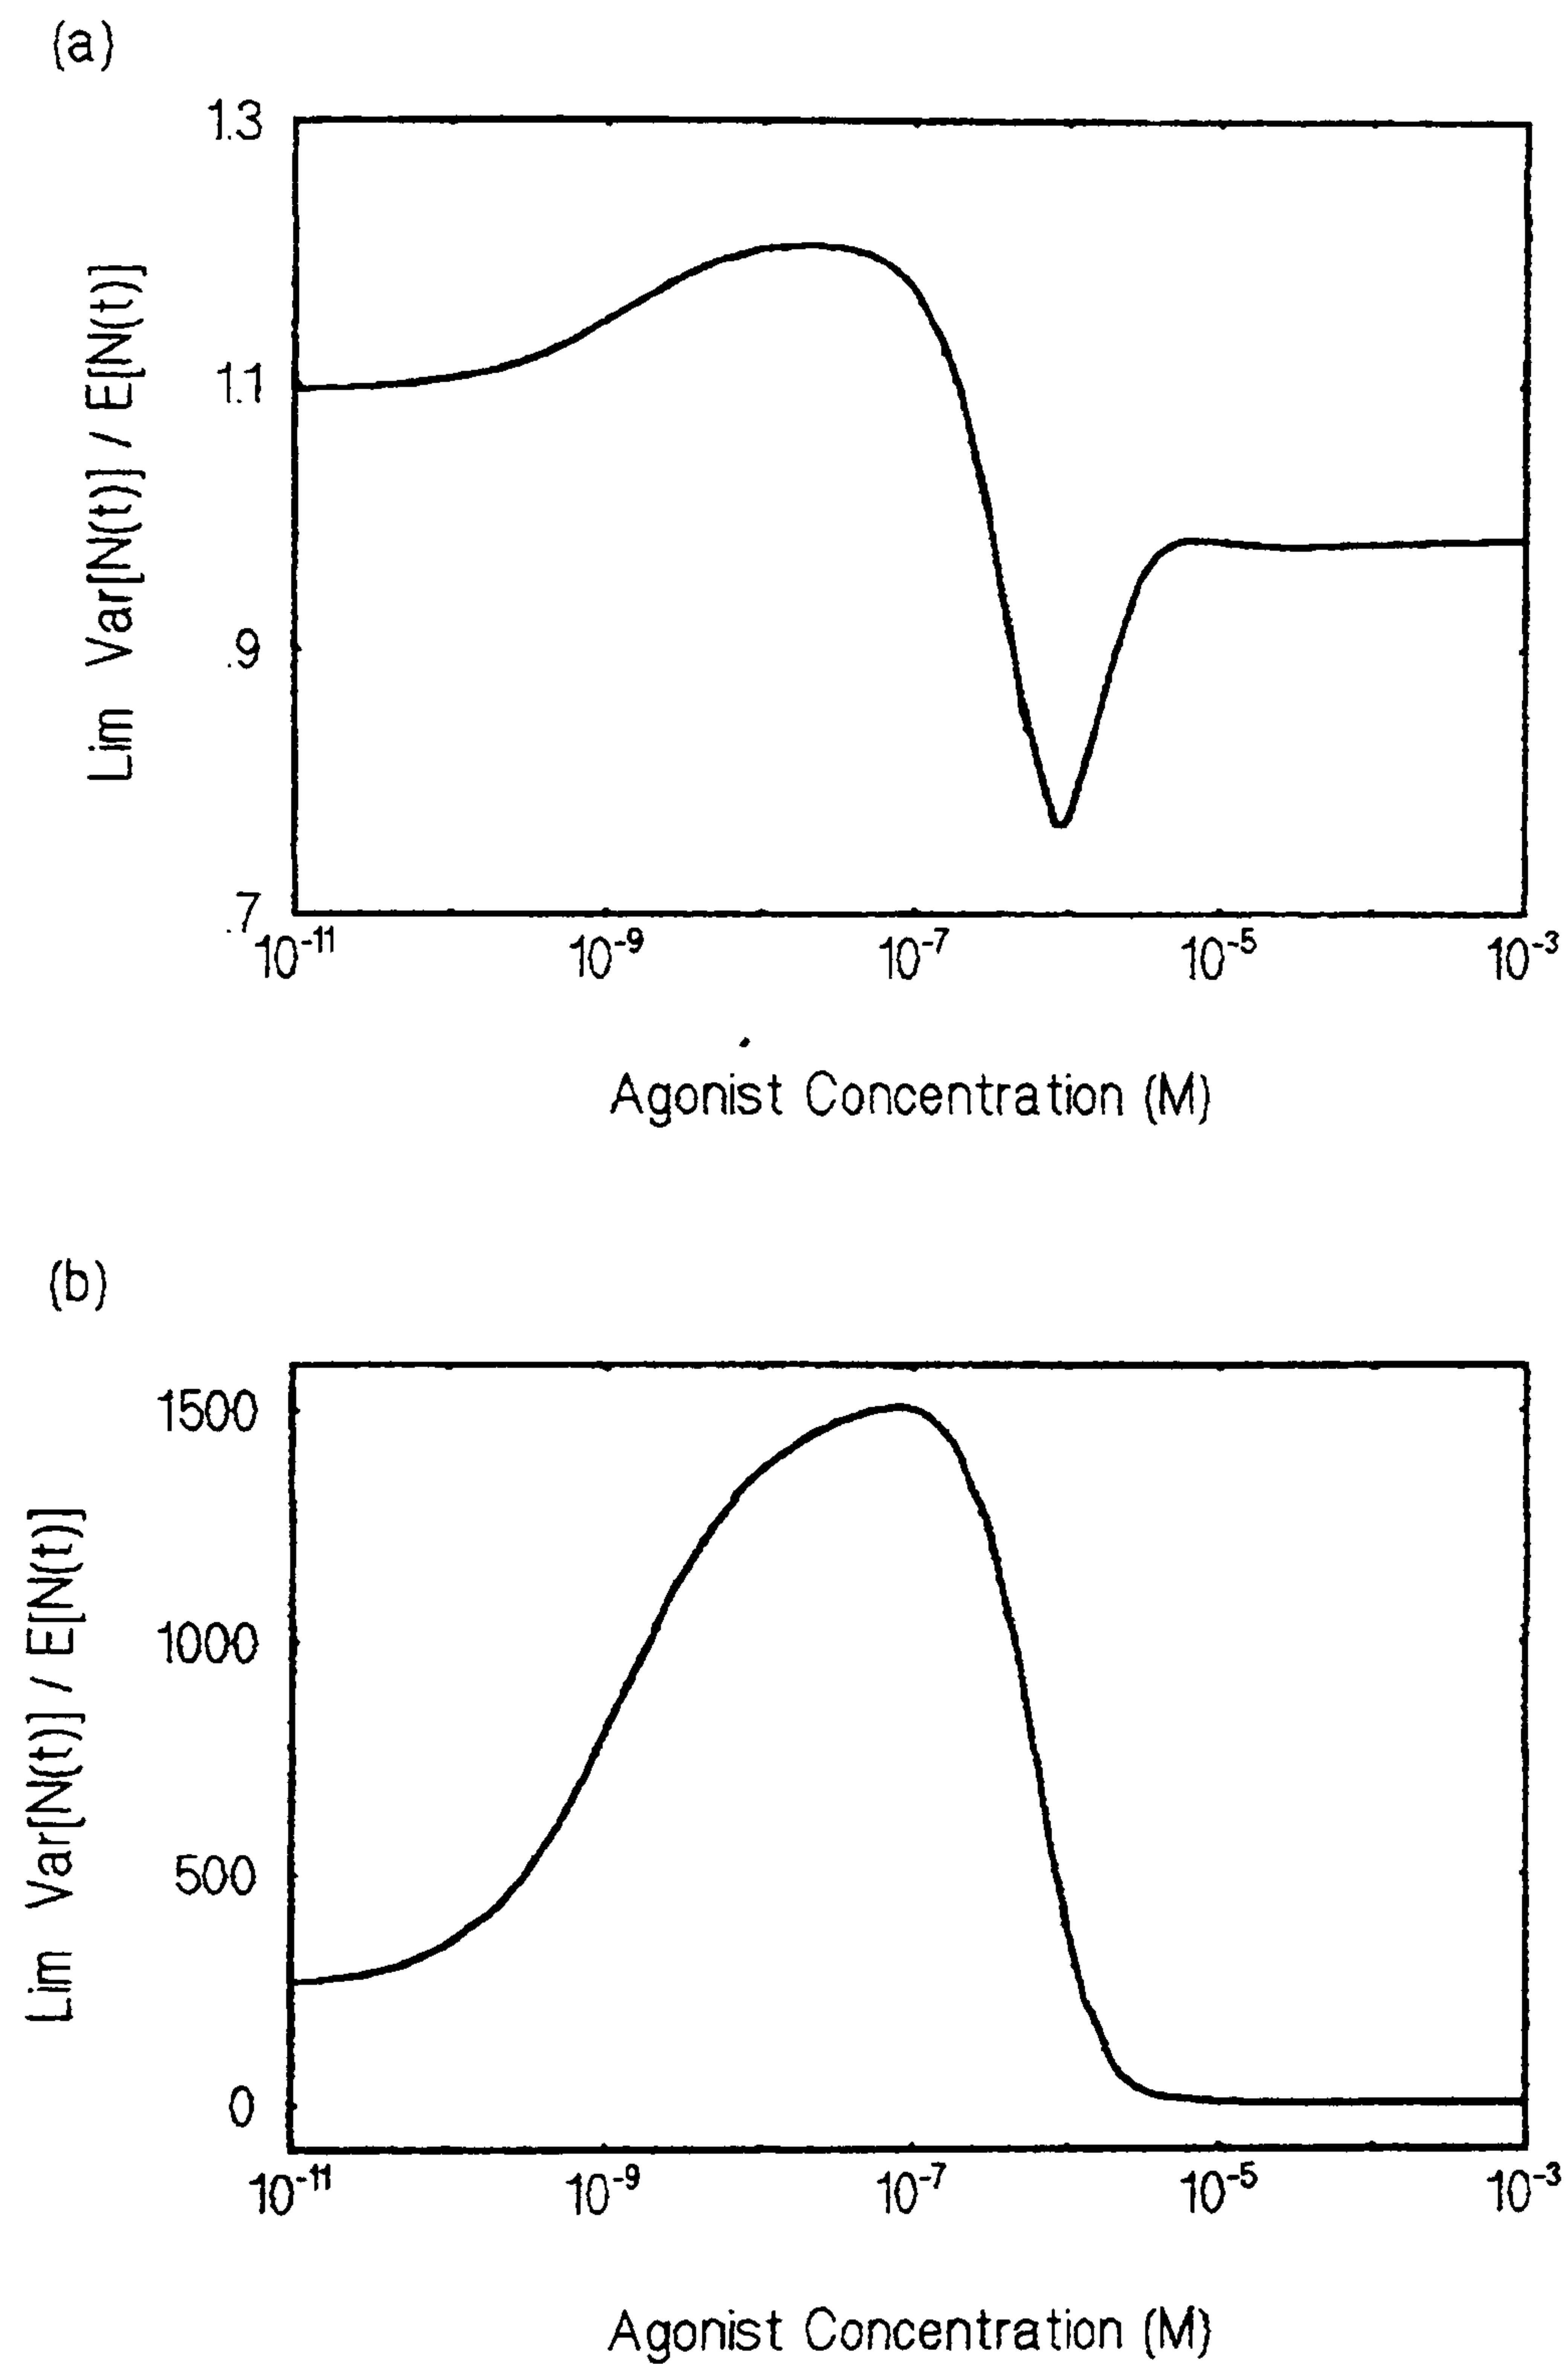 (a)
Lim Var[N(t)] / E[N(t)]
1.3
1.1
.9
.7
10⁻¹¹ 10⁻⁹ 10⁻⁷ 10⁻⁵ 10⁻³
Agonist Concentration (M)
(b)
Lim Var[N(t)] / E[N(t)]
1500
1000
500
0
10⁻¹¹ 10⁻⁹ 10⁻⁷ 10⁻⁵ 10⁻³
Agonist Concentration (M)